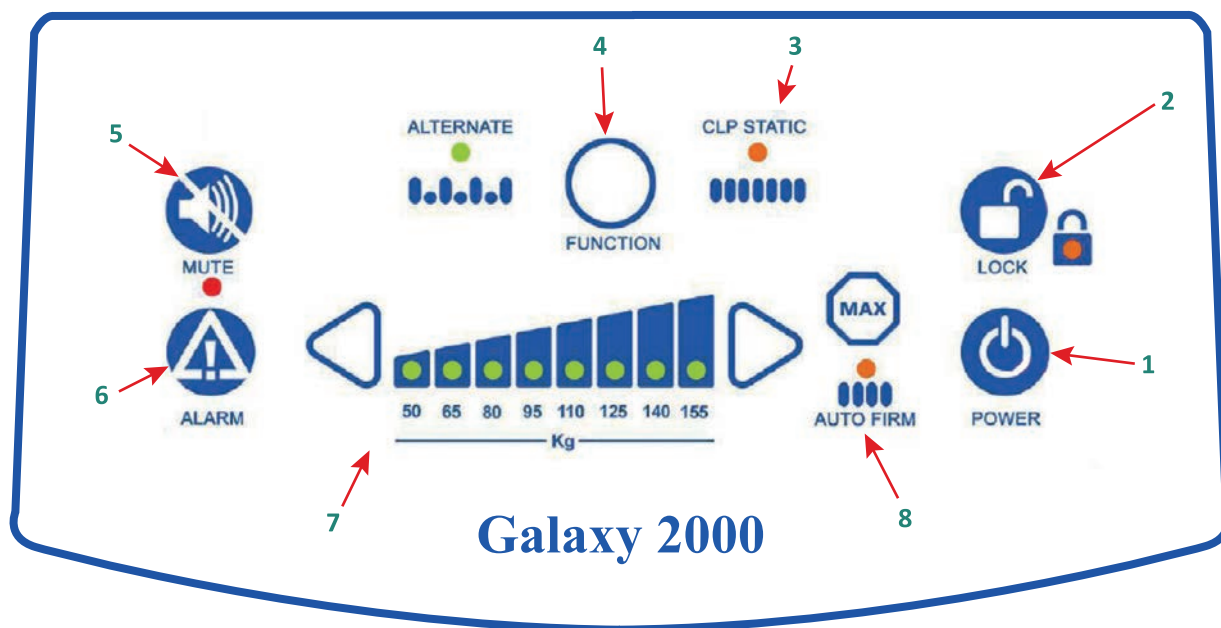 4
3
2
5
ALTERNATE
CLP STATIC
FUNCTION
MUTE
LOCK
MAX
6
1
ALARM
50 65 80 95 110 125 140 155
Kg
AUTO FIRM
POWER
7
8
Galaxy 2000